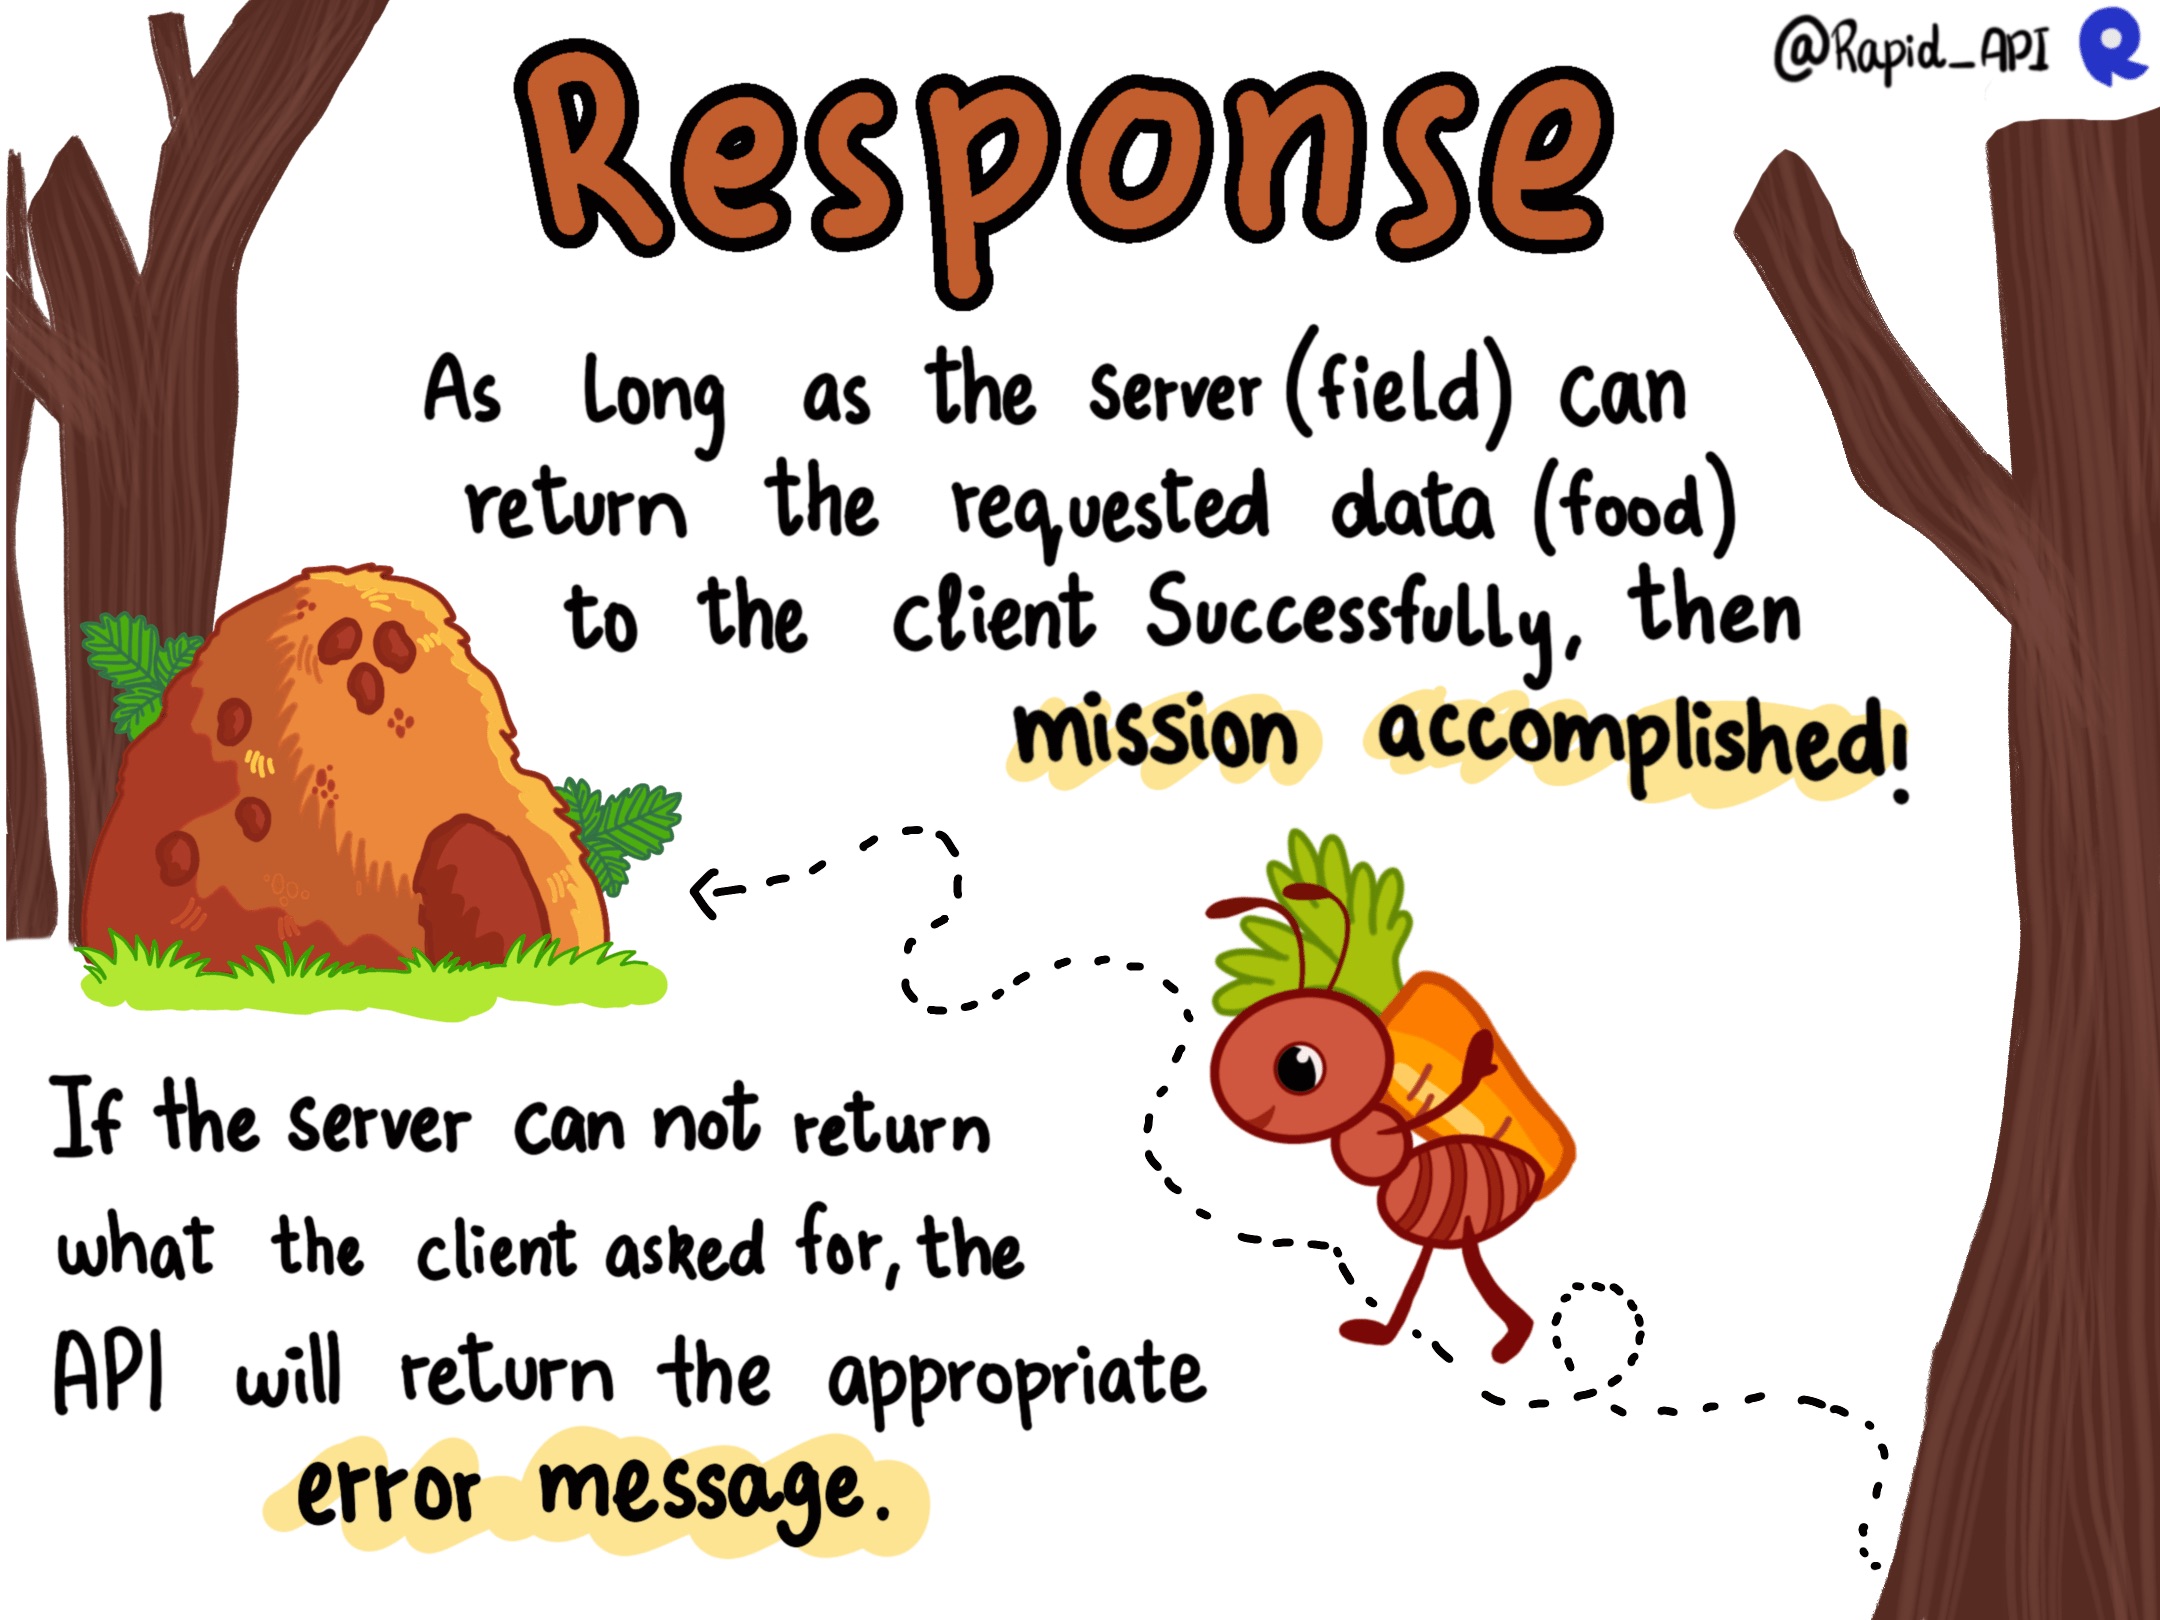 @Rapid_API
Response
As long as the server (field) can
return the requested data (food)
to the client Successfully, then
mission accomplished!
If the server can not return
what the client asked for, the
API will return the appropriate
error message.